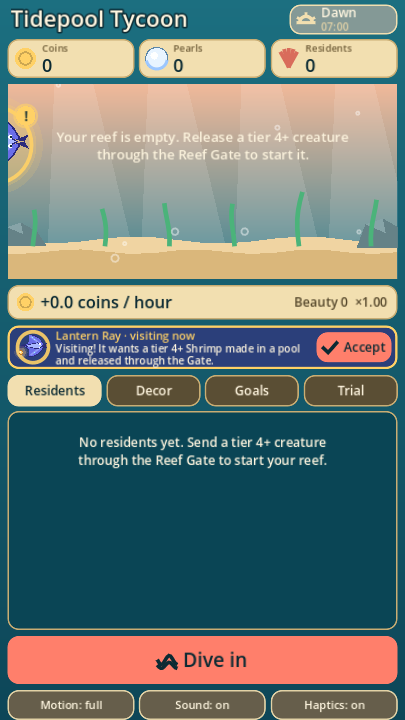 Tidepool Tycoon
Dawn
07:00
Coins
0
Pearls
0
Residents
0
!
Your reef is empty. Release a tier 4+ creature
through the Reef Gate to start it.
+0.0 coins / hour
Beauty 0 ×1.00
Lantern Ray · visiting now
Visiting! It wants a tier 4+ Shrimp made in a pool
and released through the Gate.
Accept
Residents
Decor
Goals
Trial
No residents yet. Send a tier 4+ creature
through the Reef Gate to start your reef.
Dive in
Motion: full
Sound: on
Haptics: on